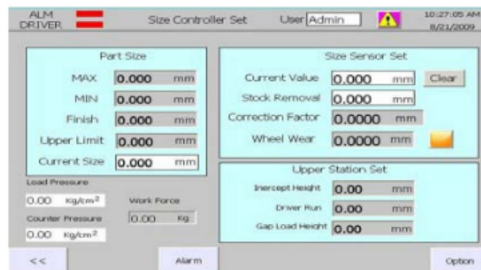 ALM
DRIVER
Size Controller Set
User Admin
10:27:05 AM
8/21/2009
Part Size
MAX 0.000 mm
MIN 0.000 mm
Finish 0.000 mm
Upper Limit 0.000 mm
Current Size 0.000 mm
Size Sensor Set
Current Value 0.000 mm Clear
Stock Removal 0.000 mm
Correction Factor 0.0000 mm
Wheel Wear 0.0000 mm
Upper Station Set
Inercept Height 0.00 mm
Driver Run 0.00 mm
Gap Load Height 0.00 mm
Load Pressure
0.00 Kg/cm²
Work Force
0.00 Kg
Counter Pressure
0.00 Kg/cm²
<<
Alarm
Option